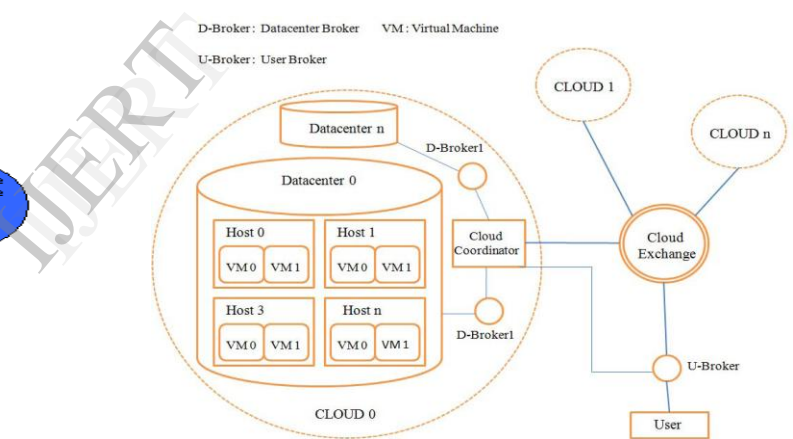 D-Broker: Datacenter Broker VM : Virtual Machine
U-Broker: User Broker
IJERT
CLOUD 1
CLOUD n
Datacenter n
D-Broker1
Datacenter 0
Host 0
Host 1
VM 0 VM 1
VM 0 VM 1
Cloud
Coordinator
Cloud
Exchange
Host 3
Host n
VM 0 VM 1
VM 0 VM 1
D-Broker1
U-Broker
CLOUD 0
User